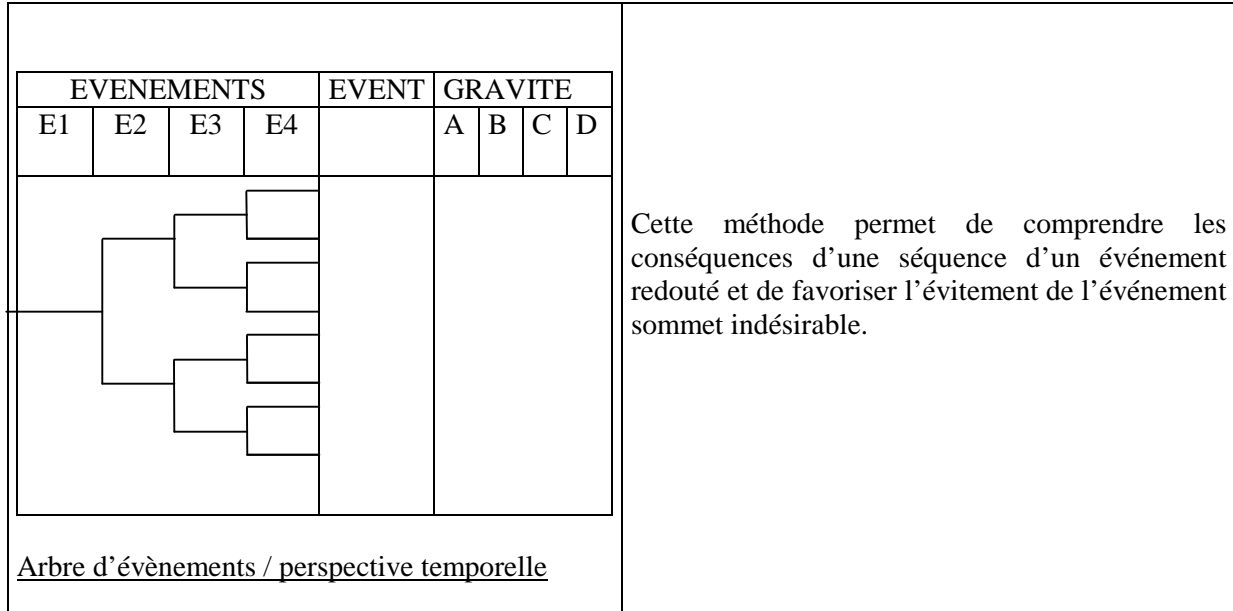 EVENEMENTS EVENT GRAVITE
E1 E2 E3 E4 A B C D
Cette méthode permet de comprendre les
conséquences d’une séquence d’un événement
redouté et de favoriser l’évitement de l’événement
sommet indésirable.
Arbre d’évènements / perspective temporelle